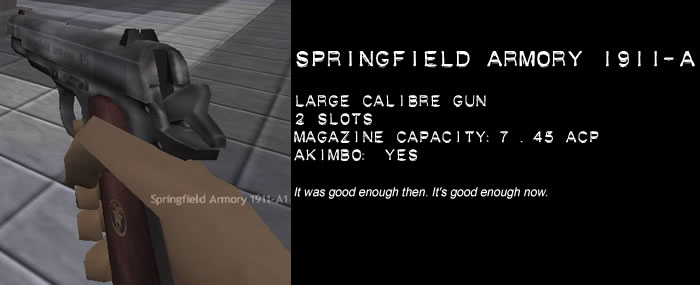 Springfield Armory 1911-A1
SPRINGFIELD ARMORY 1911-A
LARGE CALIBRE GUN
2 SLOTS
MAGAZINE CAPACITY: 7 .45 ACP
AKIMBO: YES
It was good enough then. It's good enough now.